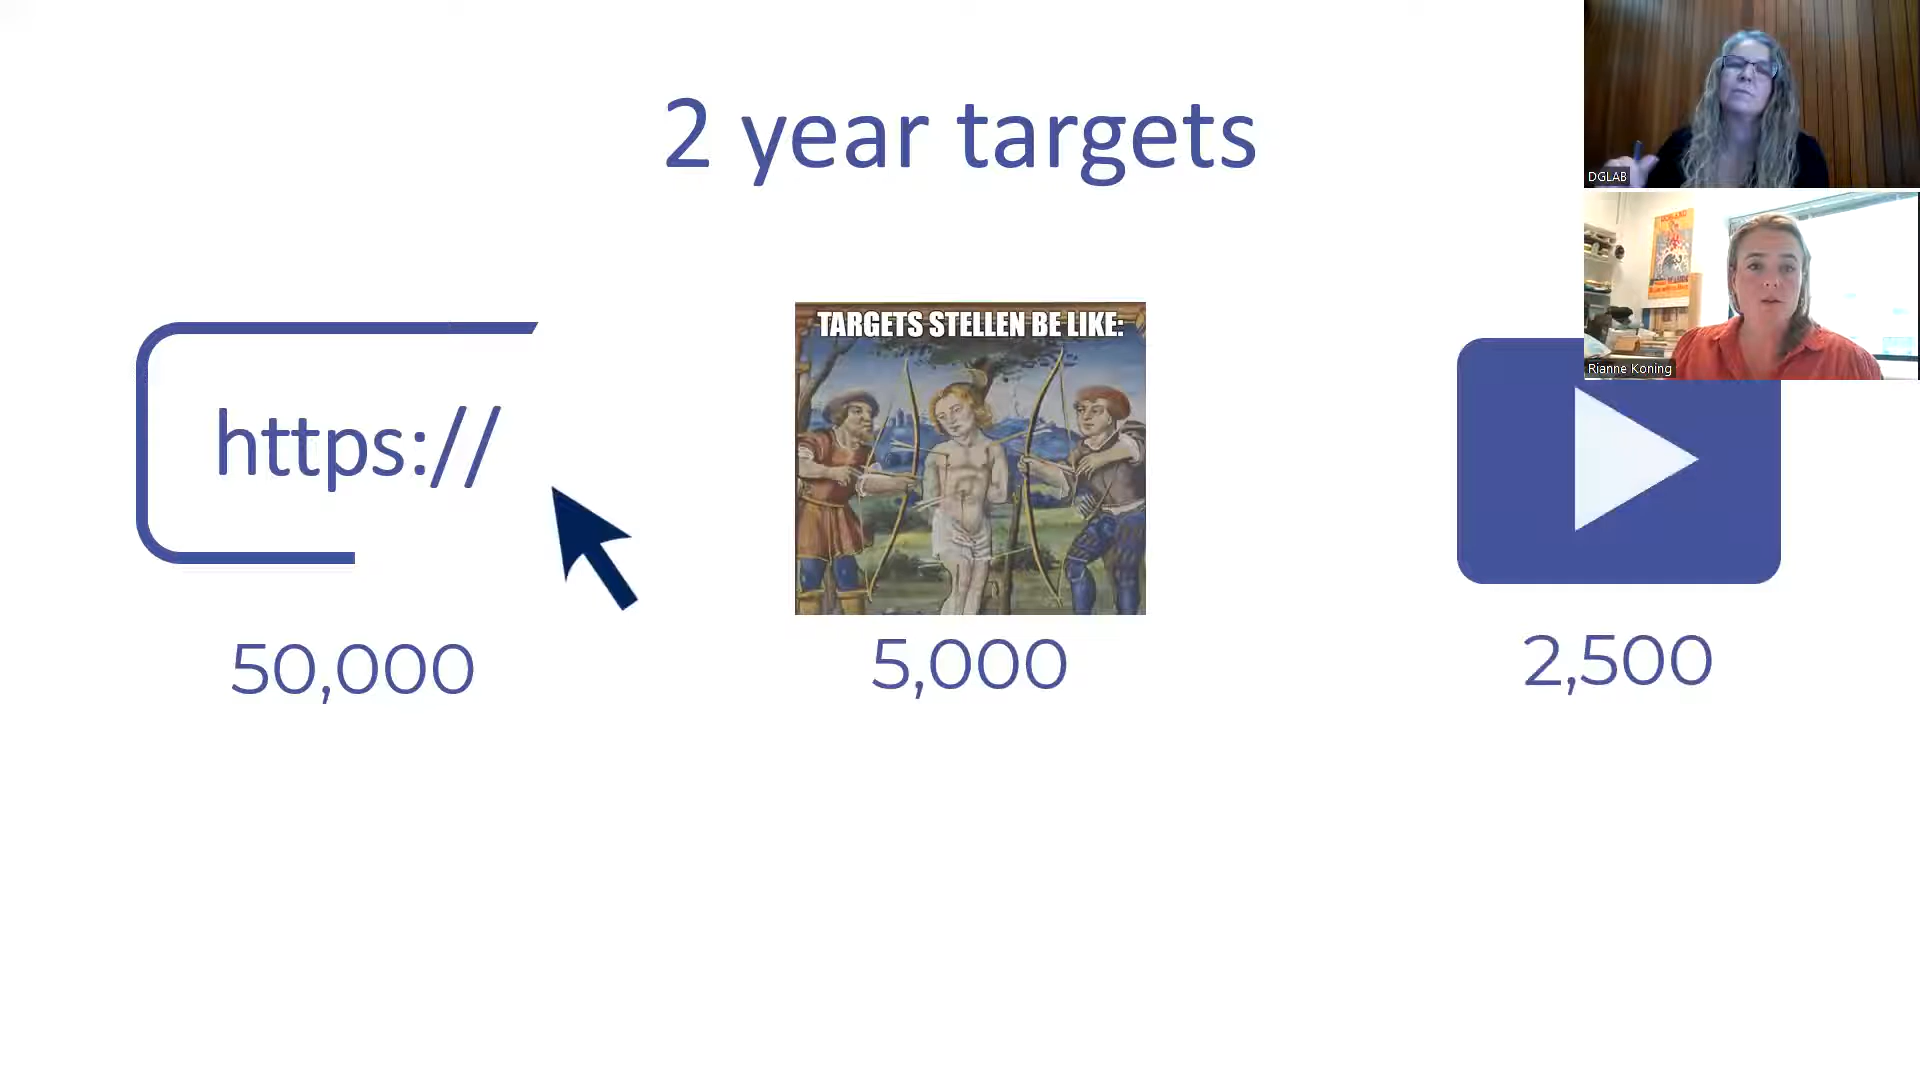 2 year targets
https://
50,000
TARGETS STELLEN BE LIKE:
5,000
2,500
DGLAB
Rianne Koning